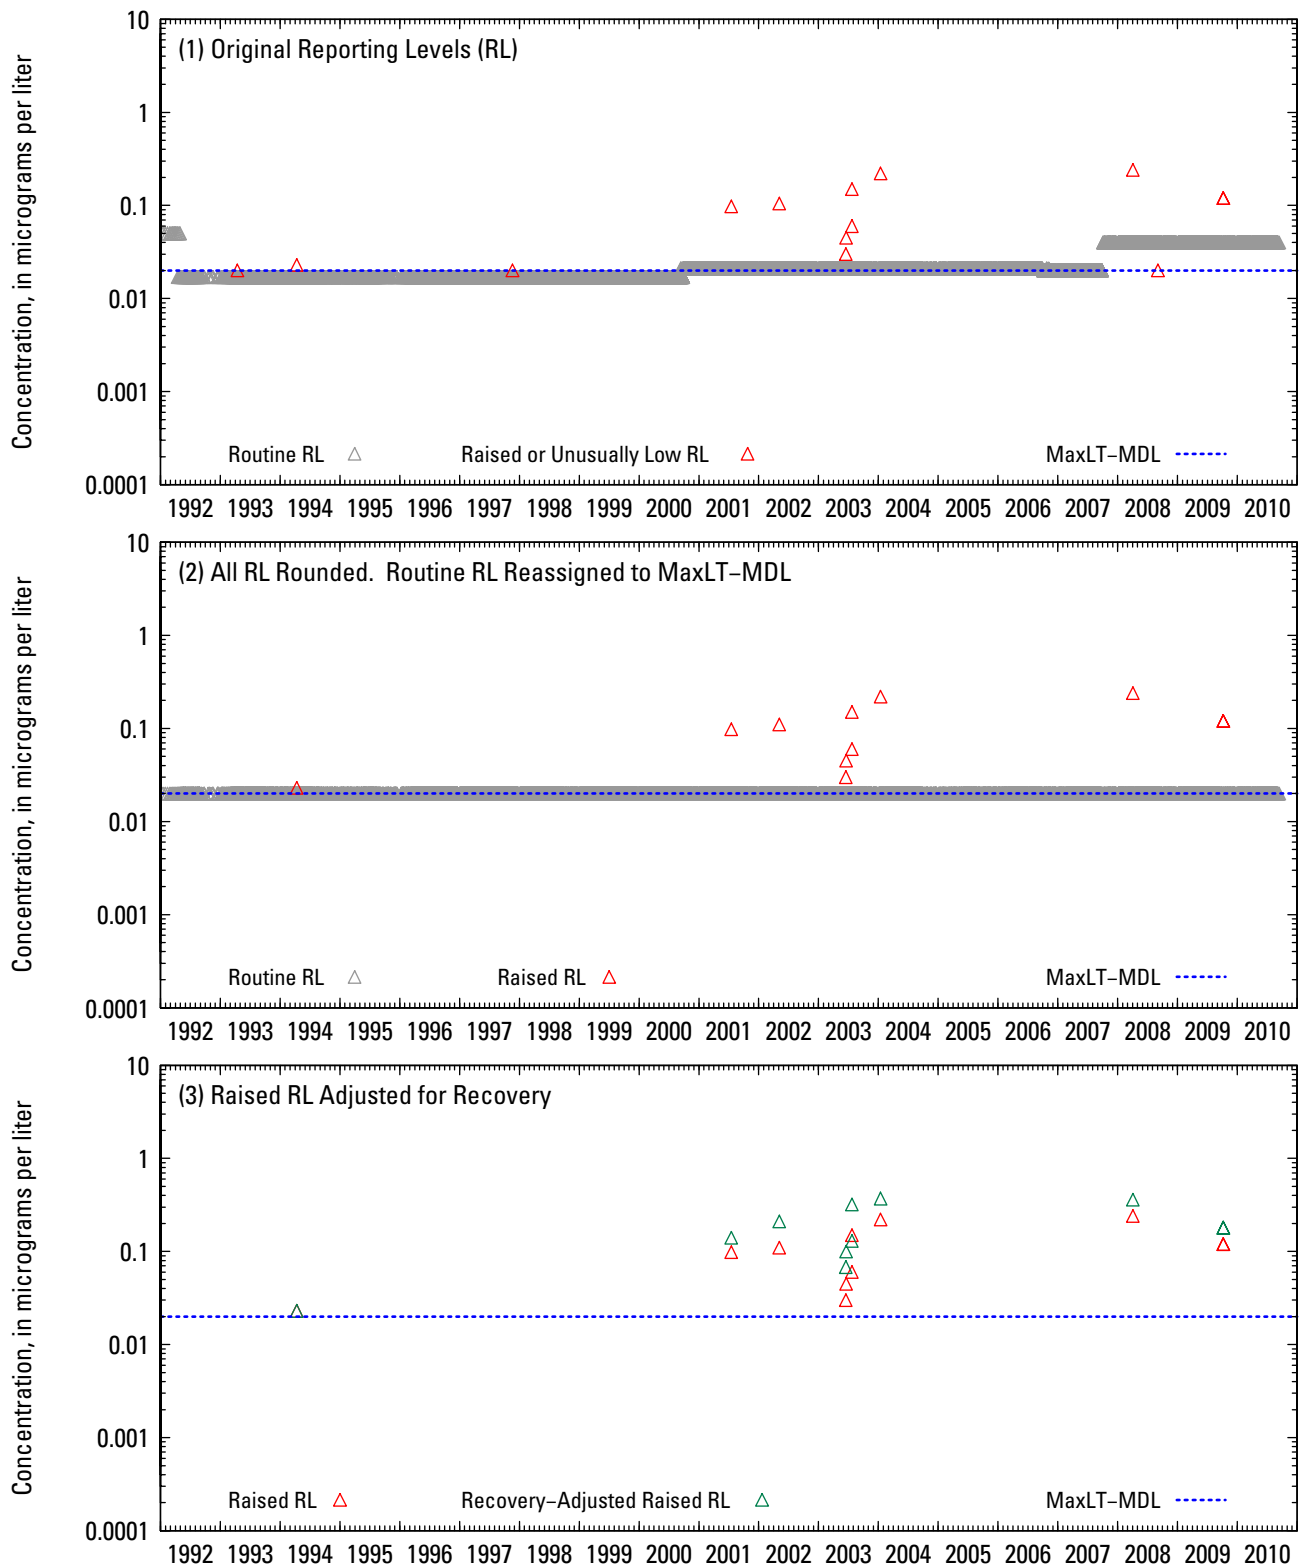 (1) Original Reporting Levels (RL)
Concentration, in micrograms per liter
10
1
0.1
0.01
0.001
0.0001
Routine RL
Raised or Unusually Low RL
MaxLT–MDL
1992 1993 1994 1995 1996 1997 1998 1999 2000 2001 2002 2003 2004 2005 2006 2007 2008 2009 2010
(2) All RL Rounded. Routine RL Reassigned to MaxLT–MDL
Concentration, in micrograms per liter
10
1
0.1
0.01
0.001
0.0001
Routine RL
Raised RL
MaxLT–MDL
1992 1993 1994 1995 1996 1997 1998 1999 2000 2001 2002 2003 2004 2005 2006 2007 2008 2009 2010
(3) Raised RL Adjusted for Recovery
Concentration, in micrograms per liter
10
1
0.1
0.01
0.001
0.0001
Raised RL
Recovery–Adjusted Raised RL
MaxLT–MDL
1992 1993 1994 1995 1996 1997 1998 1999 2000 2001 2002 2003 2004 2005 2006 2007 2008 2009 2010